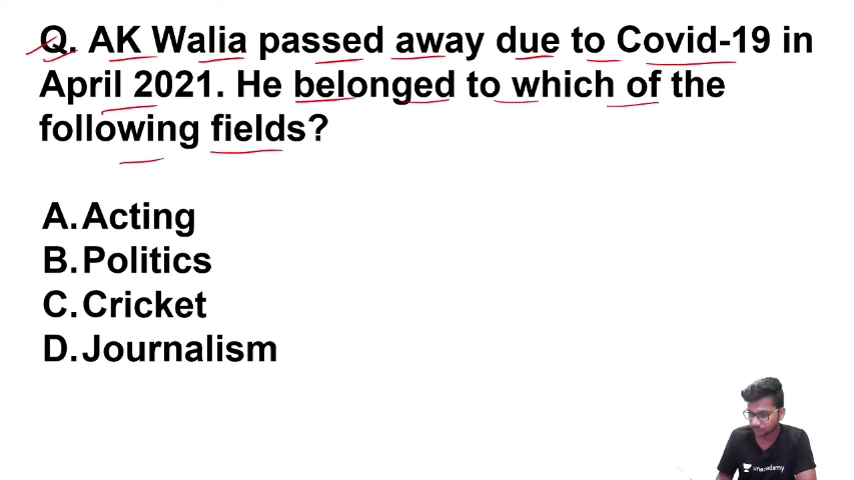 Q. AK Walia passed away due to Covid-19 in
April 2021. He belonged to which of the
following fields?
A. Acting
B. Politics
C. Cricket
D. Journalism
unacademy